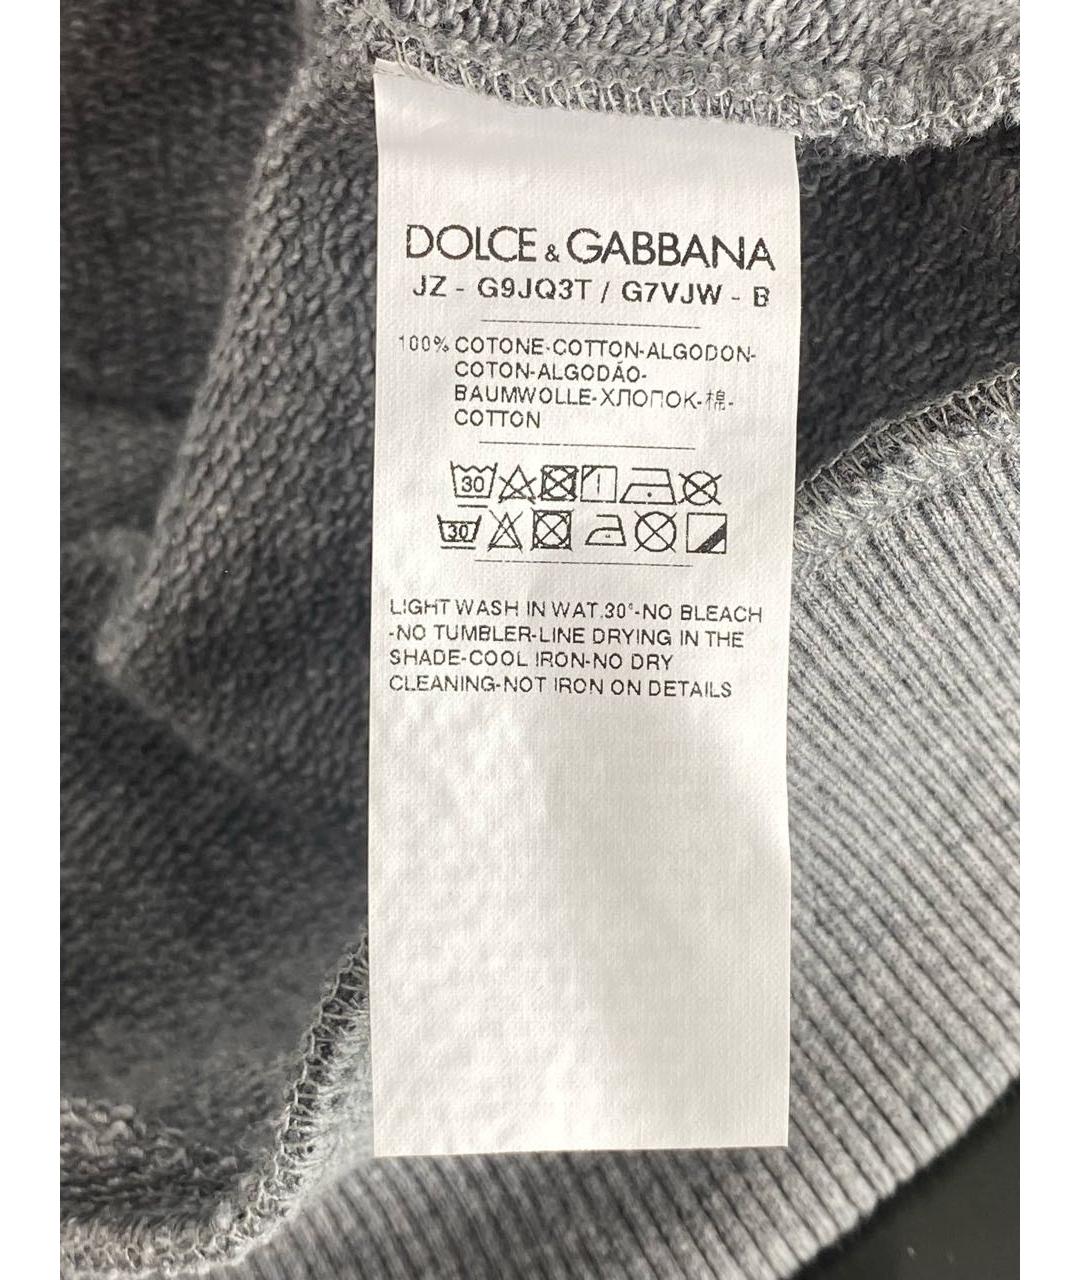 DOLCE & GABBANA
JZ - G9JQ3T / G7VJW - B
100% COTONE-COTTON-ALGODON-
COTON-ALGODÃO-
BAUMWOLLE-ХЛОПОК-棉-
COTTON
30
30
LIGHT WASH IN WAT.30°-NO BLEACH
-NO TUMBLER-LINE DRYING IN THE
SHADE-COOL IRON-NO DRY
CLEANING-NOT IRON ON DETAILS